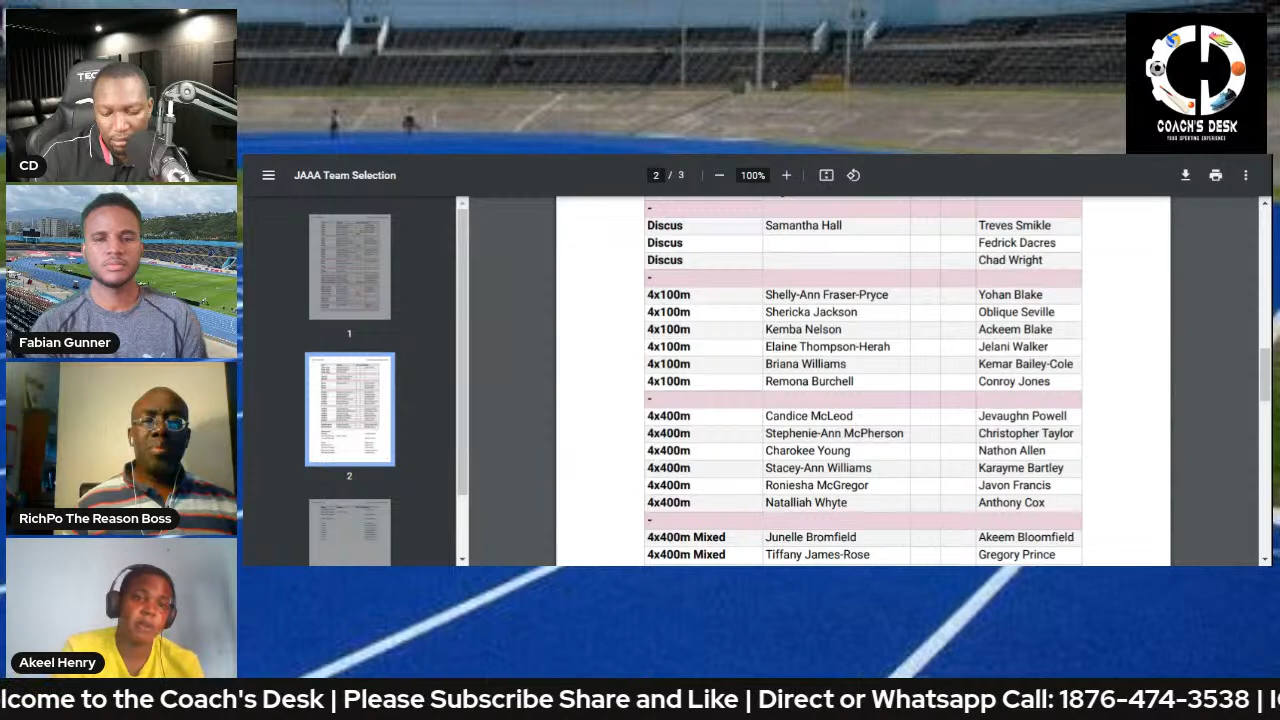 TEC
CD
Fabian Gunner
RichPo The Reason Boss
Akeel Henry
CD
COACH'S DESK
YOUR SPORTING EXPERIENCE
JAAA Team Selection
2 / 3
100%
1
2
-
Discus Samantha Hall Treves Smikle
Discus Fedrick Dacres
Discus Chad Wright
-
4x100m Shelly-Ann Fraser-Pryce Yohan Blake
4x100m Shericka Jackson Oblique Seville
4x100m Kemba Nelson Ackeem Blake
4x100m Elaine Thompson-Herah Jelani Walker
4x100m Briana Williams Kemar Bailey-Cole
4x100m Remona Burchell Conroy Jones
-
4x400m Candice McLeod Jevaughn Powell
4x400m Stephenie-Ann McPherson Christopher Taylor
4x400m Charokee Young Nathon Allen
4x400m Stacey-Ann Williams Karayme Bartley
4x400m Roniesha McGregor Javon Francis
4x400m Natalliah Whyte Anthony Cox
-
4x400m Mixed Junelle Bromfield Akeem Bloomfield
4x400m Mixed Tiffany James-Rose Gregory Prince
lcome to the Coach's Desk | Please Subscribe Share and Like | Direct or Whatsapp Call: 1876-474-3538 |